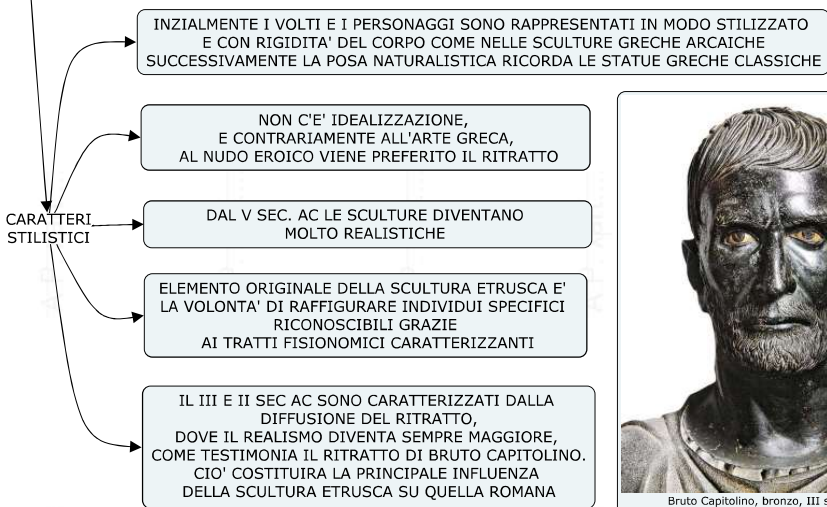 INZIALMENTE I VOLTI E I PERSONAGGI SONO RAPPRESENTATI IN MODO STILIZZATO
E CON RIGIDITA' DEL CORPO COME NELLE SCULTURE GRECHE ARCAICHE
SUCCESSIVAMENTE LA POSA NATURALISTICA RICORDA LE STATUE GRECHE CLASSICHE
NON C'E' IDEALIZZAZIONE,
E CONTRARIAMENTE ALL'ARTE GRECA,
AL NUDO EROICO VIENE PREFERITO IL RITRATTO
CARATTERI
STILISTICI
DAL V SEC. AC LE SCULTURE DIVENTANO
MOLTO REALISTICHE
ELEMENTO ORIGINALE DELLA SCULTURA ETRUSCA E'
LA VOLONTA' DI RAFFIGURARE INDIVIDUI SPECIFICI
RICONOSCIBILI GRAZIE
AI TRATTI FISIONOMICI CARATTERIZZANTI
IL III E II SEC AC SONO CARATTERIZZATI DALLA
DIFFUSIONE DEL RITRATTO,
DOVE IL REALISMO DIVENTA SEMPRE MAGGIORE,
COME TESTIMONIA IL RITRATTO DI BRUTO CAPITOLINO.
CIO' COSTITUIRA LA PRINCIPALE INFLUENZA
DELLA SCULTURA ETRUSCA SU QUELLA ROMANA
Bruto Capitolino, bronzo, III s